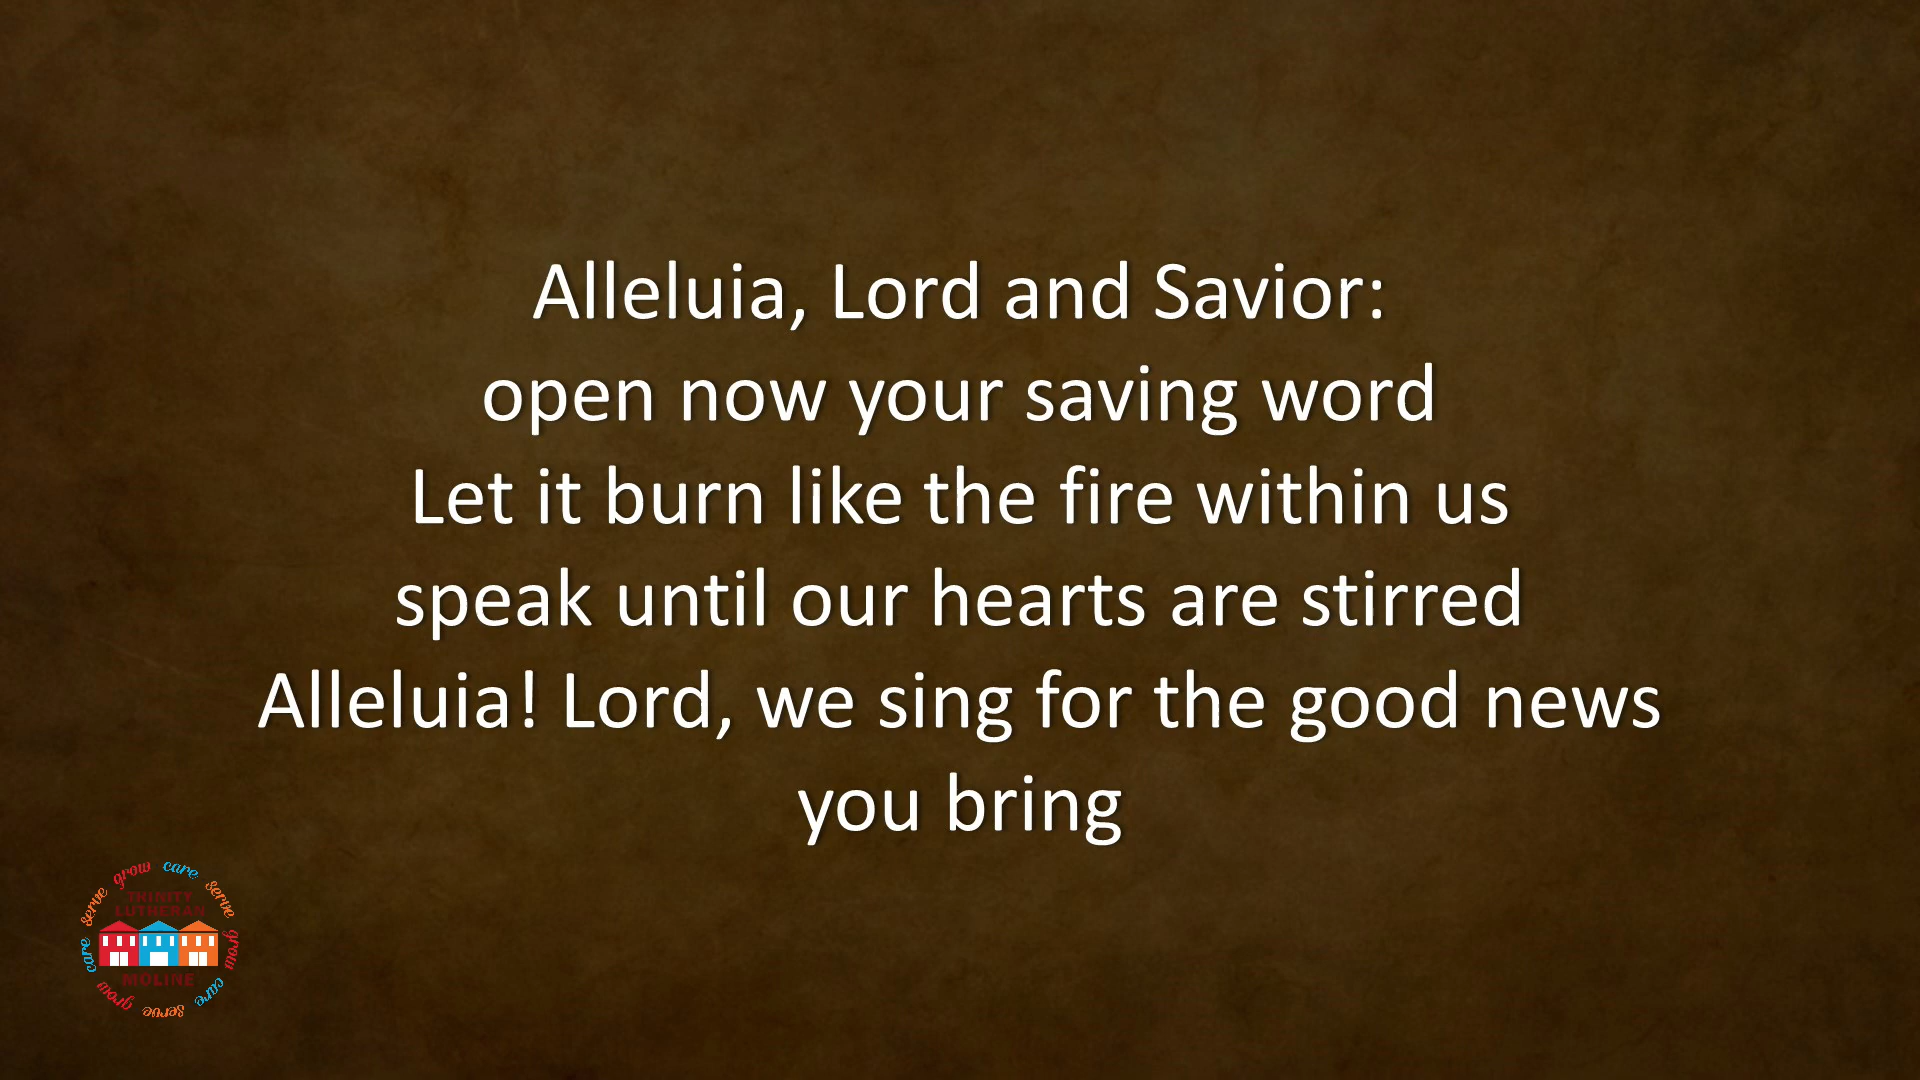 Alleluia, Lord and Savior:
open now your saving word
Let it burn like the fire within us
speak until our hearts are stirred
Alleluia! Lord, we sing for the good news
you bring
grow care serve grow care serve grow care serve
TRINITY
LUTHERAN
MOLINE